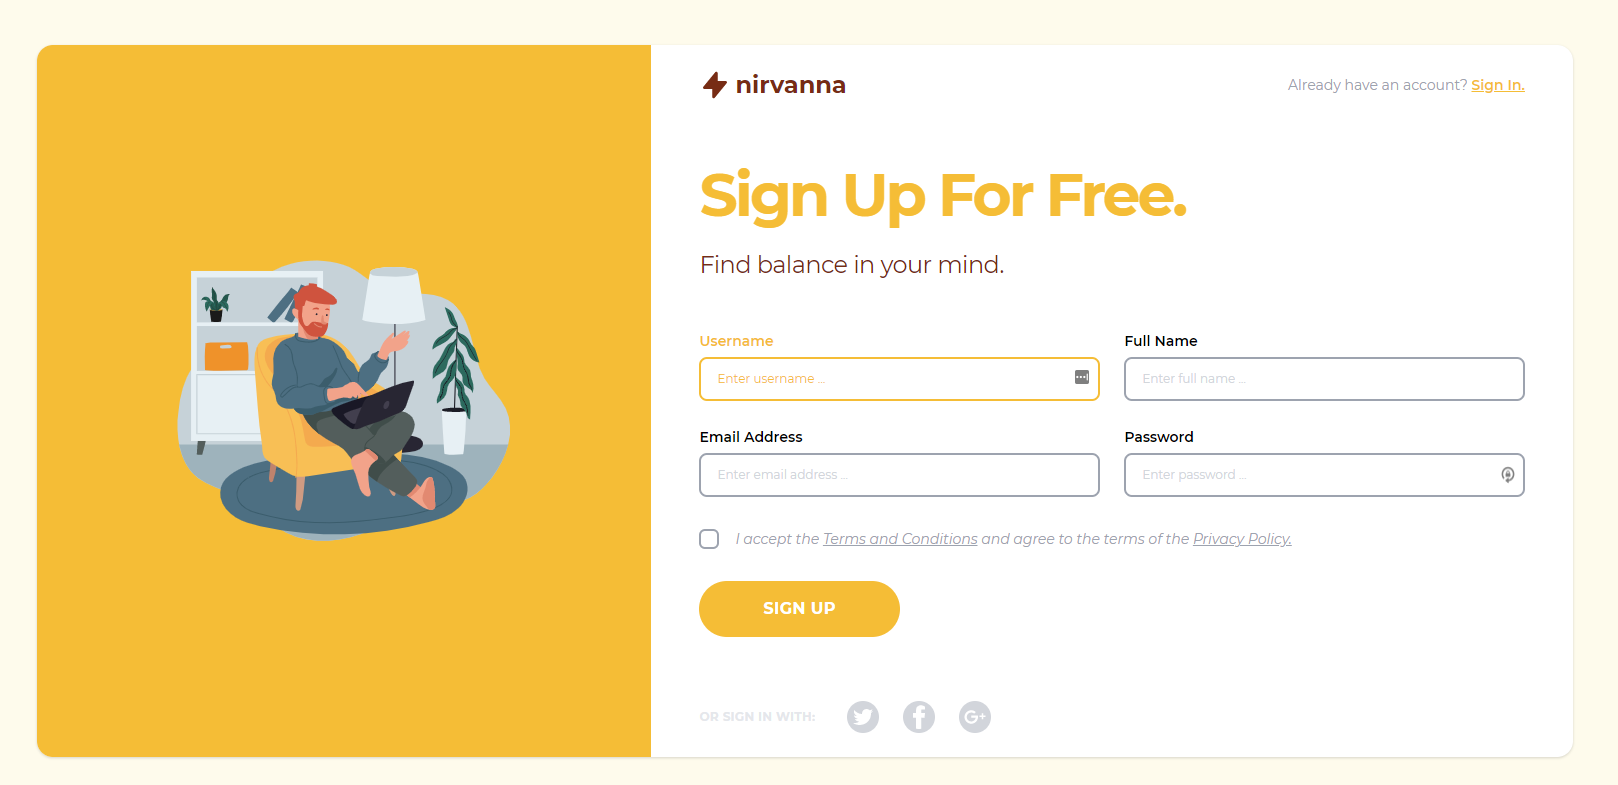 nirvanna
Already have an account? Sign In.
Sign Up For Free.
Find balance in your mind.
Username
Full Name
Enter username ...
Enter full name ...
Email Address
Password
Enter email address ...
Enter password ...
I accept the Terms and Conditions and agree to the terms of the Privacy Policy.
SIGN UP
OR SIGN IN WITH:
G+